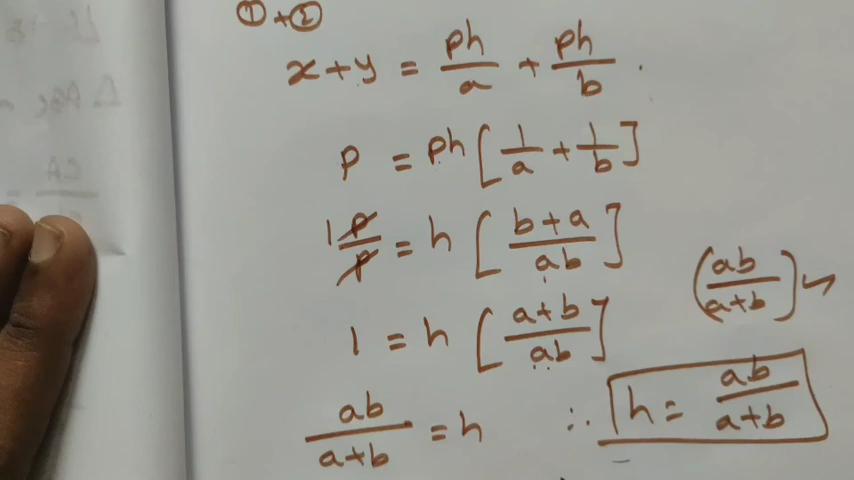 ① + ②
x + y = ph/a + ph/b .
p = ph [ 1/a + 1/b ]
1 p/p = h [ b + a / ab ]
( ab / a+b )
1 = h [ a+b / ab ]
ab / a+b = h ∴ h = ab / a+b